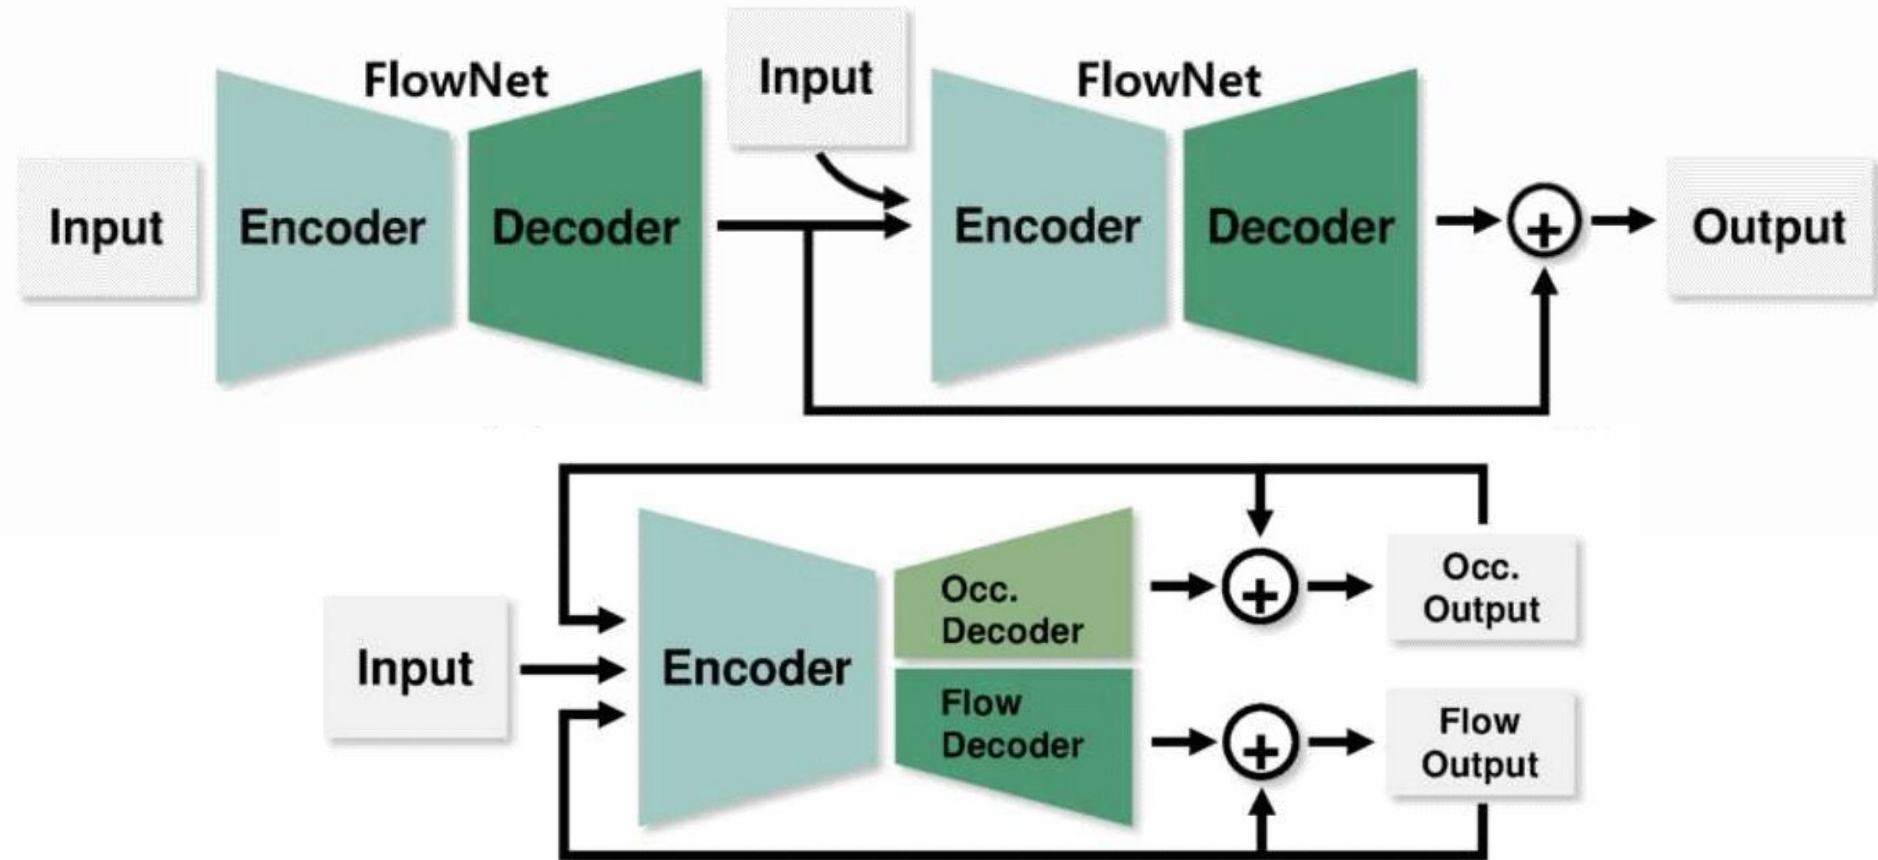 FlowNet
Input
FlowNet
Input
Encoder
Decoder
Encoder
Decoder
+
Output
Occ.
Decoder
+
Occ.
Output
Input
Encoder
Flow
Decoder
+
Flow
Output